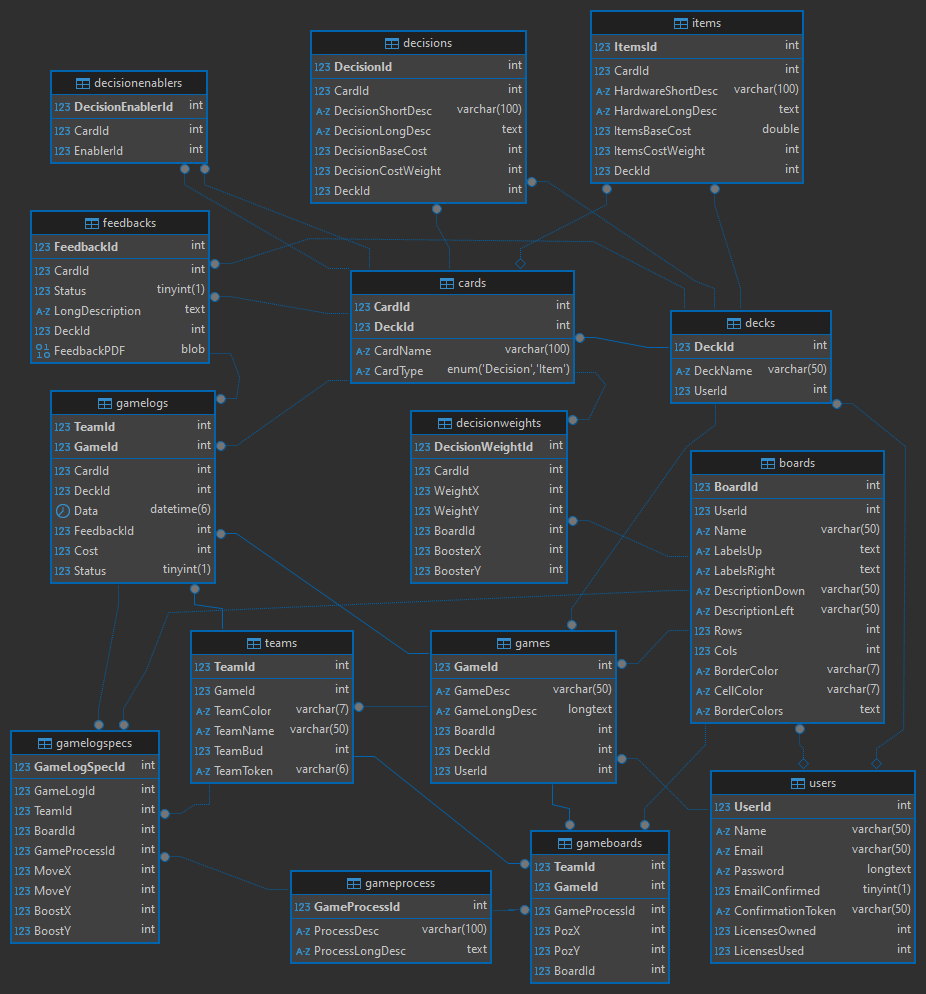 decisionenablers
123 DecisionEnablerId int
123 CardId int
123 EnablerId int
decisions
123 DecisionId int
123 CardId int
A-Z DecisionShortDesc varchar(100)
A-Z DecisionLongDesc text
123 DecisionBaseCost int
123 DecisionCostWeight int
123 DeckId int
items
123 ItemsId int
123 CardId int
A-Z HardwareShortDesc varchar(100)
A-Z HardwareLongDesc text
123 ItemsBaseCost double
123 ItemsCostWeight int
123 DeckId int
feedbacks
123 FeedbackId int
123 CardId int
123 Status tinyint(1)
A-Z LongDescription text
123 DeckId int
FeedbackPDF blob
cards
123 CardId int
123 DeckId int
A-Z CardName varchar(100)
A-Z CardType enum('Decision','Item')
decks
123 DeckId int
A-Z DeckName varchar(50)
123 UserId int
gamelogs
123 TeamId int
123 GameId int
123 CardId int
123 DeckId int
Data datetime(6)
123 FeedbackId int
123 Cost int
123 Status tinyint(1)
decisionweights
123 DecisionWeightId int
123 CardId int
123 WeightX int
123 WeightY int
123 BoardId int
123 BoosterX int
123 BoosterY int
boards
123 BoardId int
123 UserId int
A-Z Name varchar(50)
A-Z LabelsUp text
A-Z LabelsRight text
A-Z DescriptionDown varchar(50)
A-Z DescriptionLeft varchar(50)
123 Rows int
123 Cols int
A-Z BorderColor varchar(7)
A-Z CellColor varchar(7)
A-Z BorderColors text
teams
123 TeamId int
123 GameId int
A-Z TeamColor varchar(7)
A-Z TeamName varchar(50)
123 TeamBud int
A-Z TeamToken varchar(6)
games
123 GameId int
A-Z GameDesc varchar(50)
A-Z GameLongDesc longtext
123 BoardId int
123 DeckId int
123 UserId int
gamelogspecs
123 GameLogSpecId int
123 GameLogId int
123 TeamId int
123 BoardId int
123 GameProcessId int
123 MoveX int
123 MoveY int
123 BoostX int
123 BoostY int
gameprocess
123 GameProcessId int
A-Z ProcessDesc varchar(100)
A-Z ProcessLongDesc text
gameboards
123 TeamId int
123 GameId int
123 GameProcessId int
123 PozX int
123 PozY int
123 BoardId int
users
123 UserId int
A-Z Name varchar(50)
A-Z Email varchar(50)
A-Z Password longtext
123 EmailConfirmed tinyint(1)
A-Z ConfirmationToken varchar(50)
123 LicensesOwned int
123 LicensesUsed int